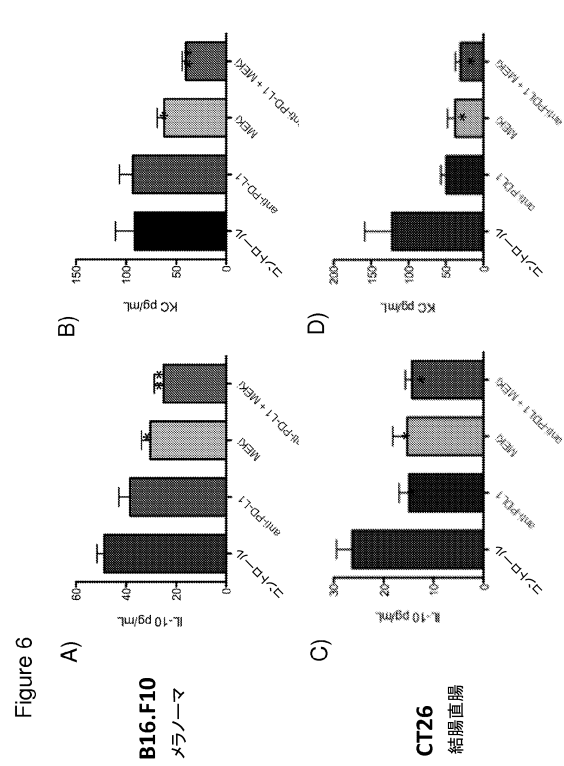 Figure 6
B16.F10
メラノーマ
A)
IL-10 pg/mL
60
40
20
0
コントロール
anti-PD-L1
MEKi
nti-PD-L1 + MEKi
*
**
B)
KC pg/mL
150
100
50
0
コントロール
anti-PD-L1
MEKi
nti-PD-L1 + MEKi
*
**
CT26
結腸直腸
C)
IL-10 pg/mL
30
20
10
0
コントロール
anti-PDL1
MEKi
anti-PDL1 + MEKi
*
*
D)
KC pg/mL
200
150
100
50
0
コントロール
anti-PDL1
MEKi
anti-PDL1 + MEKi
*
*